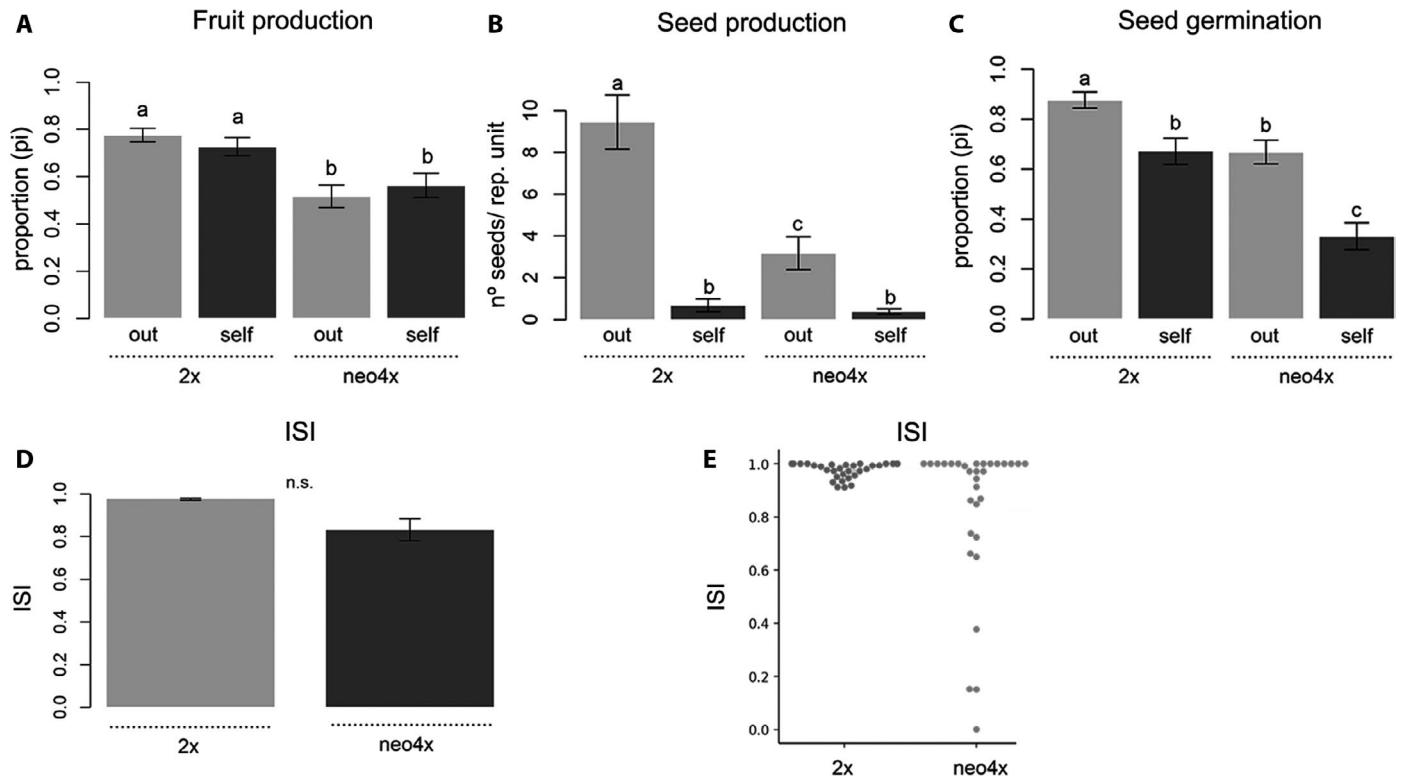 A
Fruit production
proportion (pi)
1.0
0.8
0.6
0.4
0.2
0.0
a
a
b
b
out
self
out
self
2x
neo4x
B
Seed production
nº seeds/ rep. unit
10
8
6
4
2
0
a
b
c
b
out
self
out
self
2x
neo4x
C
Seed germination
proportion (pi)
1.0
0.8
0.6
0.4
0.2
0.0
a
b
b
c
out
self
out
self
2x
neo4x
D
ISI
ISI
1.0
0.8
0.6
0.4
0.2
0.0
n.s.
2x
neo4x
E
ISI
ISI
1.0
0.8
0.6
0.4
0.2
0.0
2x
neo4x